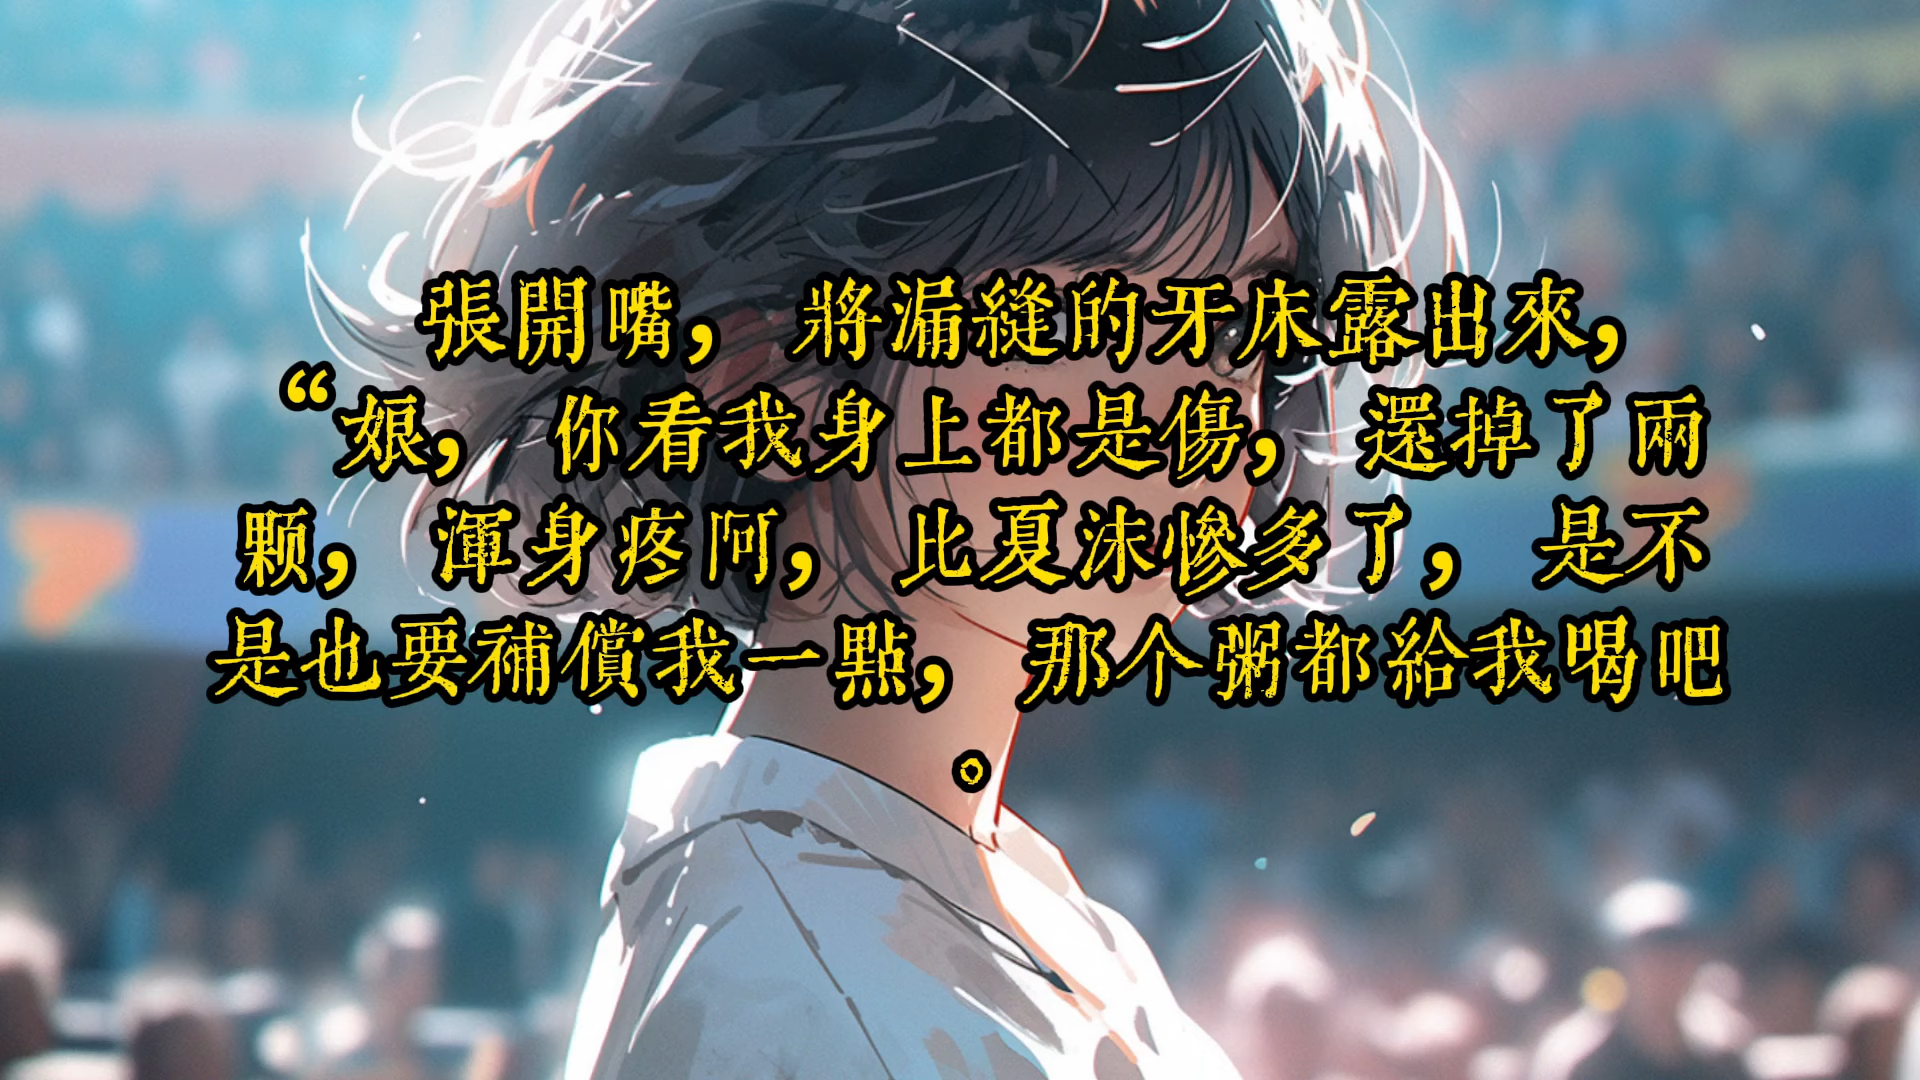 張開嘴，將漏縫的牙床露出來，
“娘，你看我身上都是傷，還掉了兩
颗，渾身疼阿，比夏沫慘多了，是不
是也要補償我一點，那个粥都給我喝吧
。